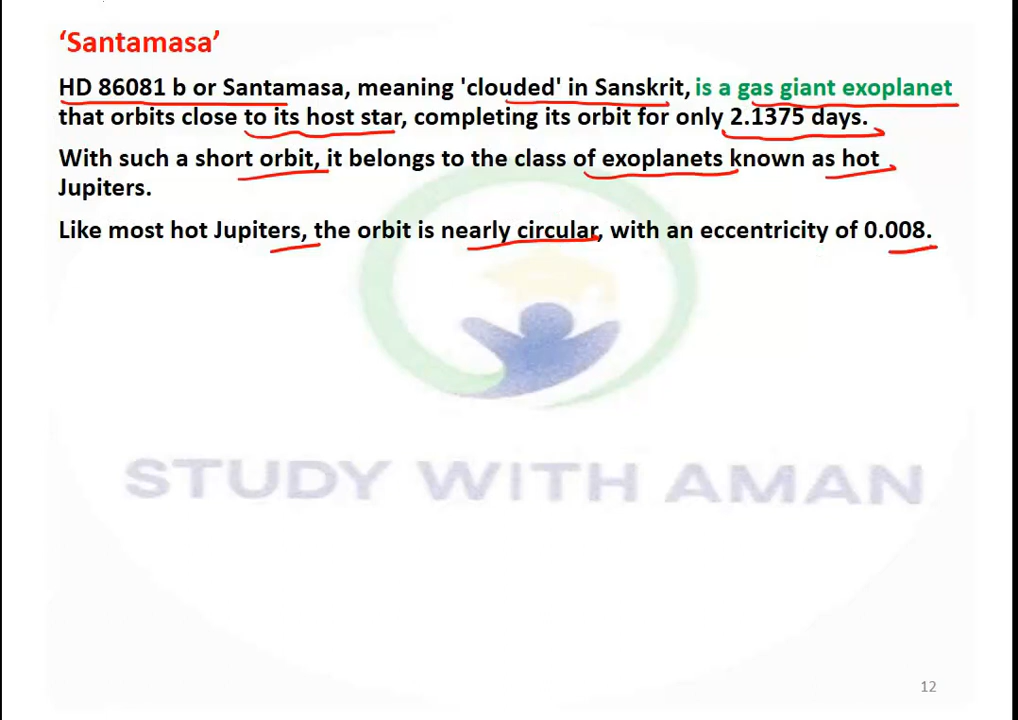 ‘Santamasa’
HD 86081 b or Santamasa, meaning 'clouded' in Sanskrit, is a gas giant exoplanet
that orbits close to its host star, completing its orbit for only 2.1375 days.
With such a short orbit, it belongs to the class of exoplanets known as hot
Jupiters.
Like most hot Jupiters, the orbit is nearly circular, with an eccentricity of 0.008.
STUDY WITH AMAN
12